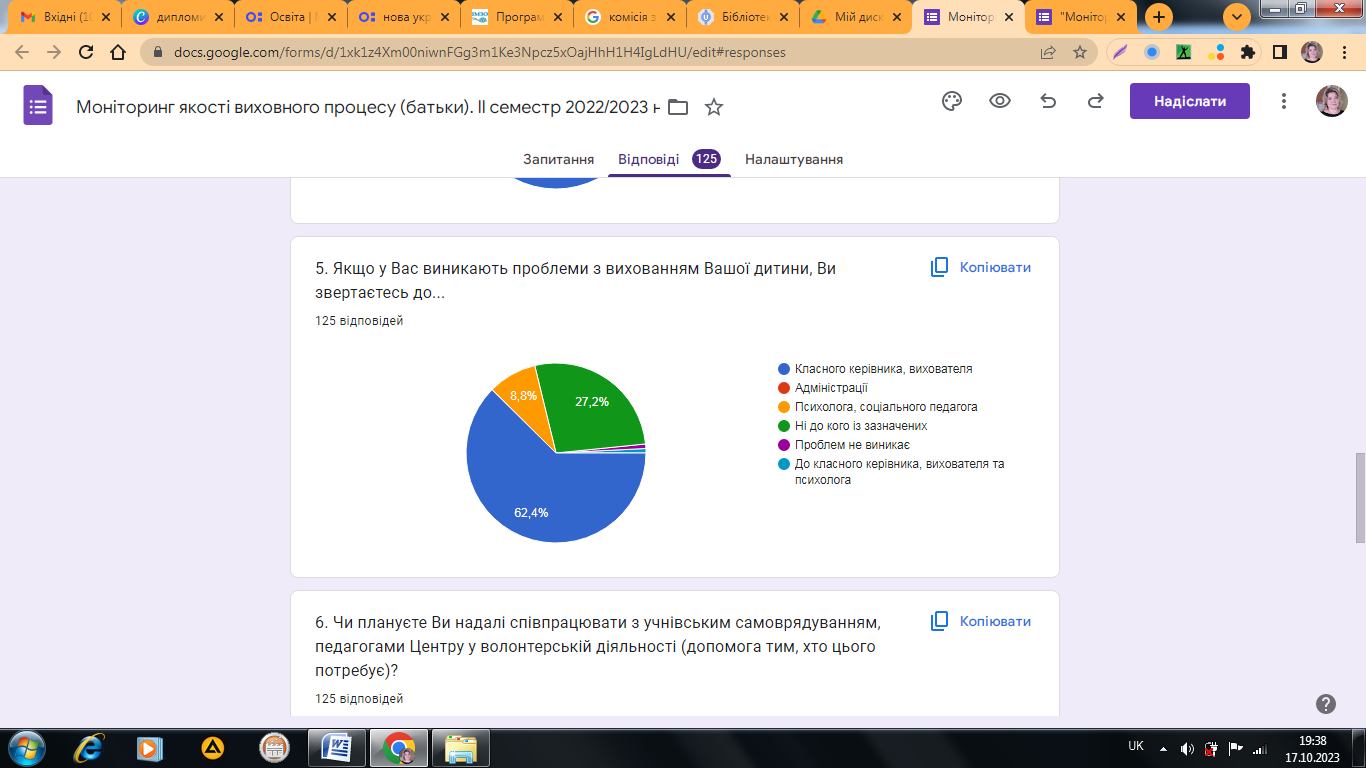 Вхідні (10
дипломи
Освіта | М
нова укр
Програм
комісія з
Бібліотек
Мій диск
Монітор
"Монітор
docs.google.com/forms/d/1xk1z4Xm00niwnFGg3m1Ke3Npcz5xOajHhH1H4IgLdHU/edit#responses
Моніторинг якості виховного процесу (батьки). ІІ семестр 2022/2023 н
Надіслати
Запитання Відповіді 125 Налаштування
5. Якщо у Вас виникають проблеми з вихованням Вашої дитини, Ви
звертаєтесь до...
Копіювати
125 відповідей
8,8%
27,2%
62,4%
Класного керівника, вихователя
Адміністрації
Психолога, соціального педагога
Ні до кого із зазначених
Проблем не виникає
До класного керівника, вихователя та
психолога
6. Чи плануєте Ви надалі співпрацювати з учнівським самоврядуванням,
педагогами Центру у волонтерській діяльності (допомога тим, хто цього
потребує)?
Копіювати
125 відповідей
UK
19:38
17.10.2023